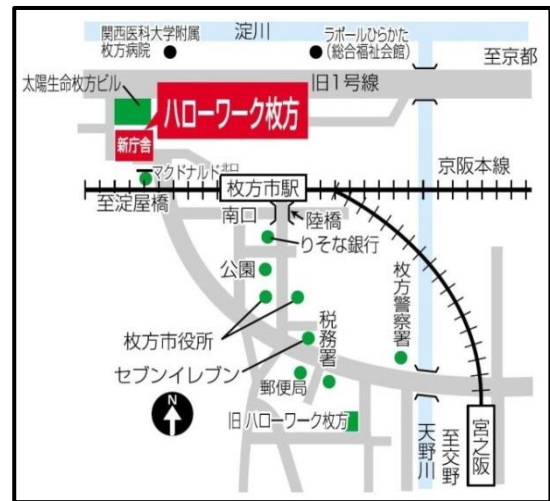 淀川
関西医科大学附属
枚方病院
ラポールひらかた
(総合福祉会館)
至京都
旧1号線
太陽生命枚方ビル
ハローワーク枚方
新庁舎
マクドナルド
京阪本線
枚方市駅
至淀屋橋
南口
陸橋
りそな銀行
公園
枚方市役所
税務署
枚方警察署
セブンイレブン
郵便局
N
旧ハローワーク枚方
天野川
至交野
宮之阪